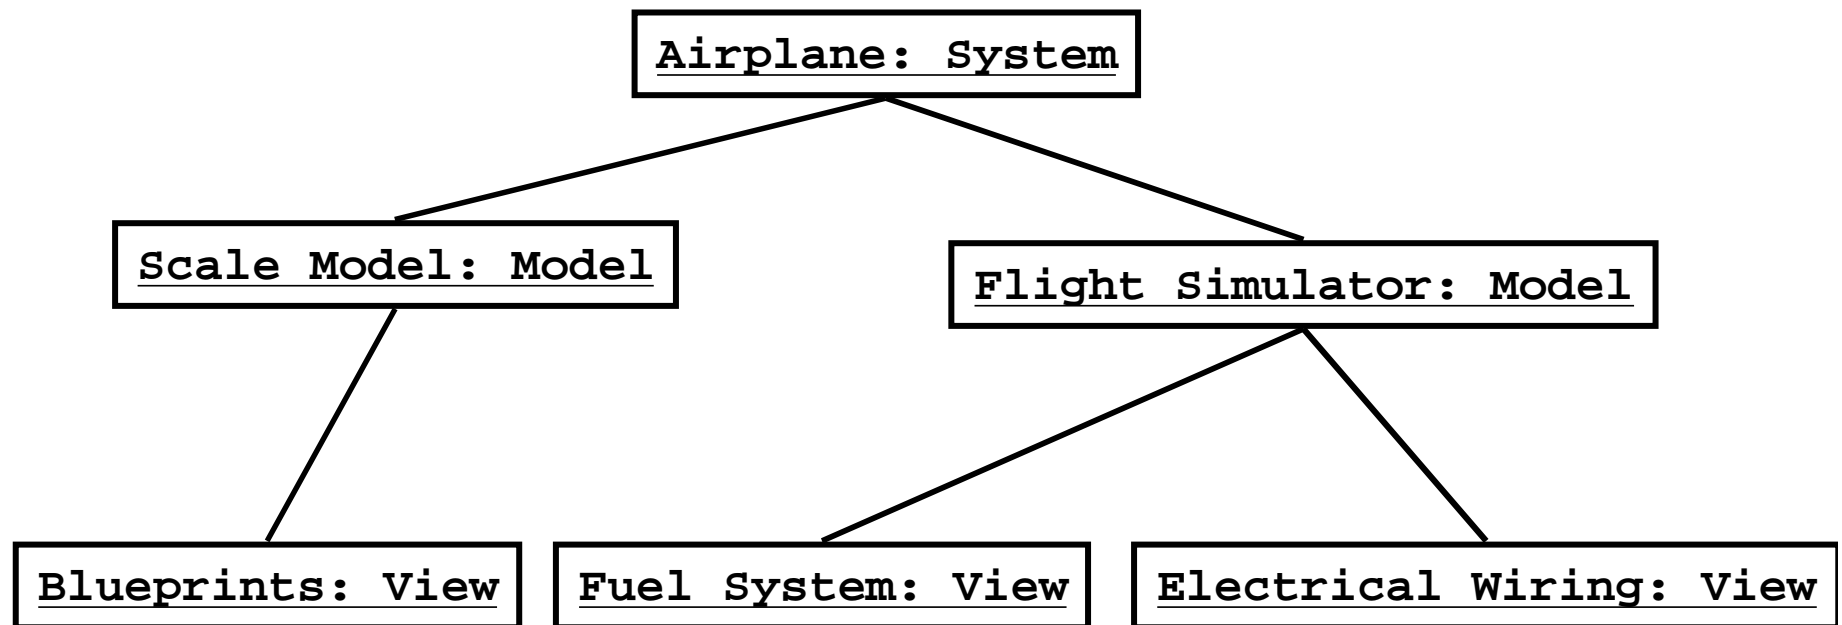 Airplane: System
Scale Model: Model
Flight Simulator: Model
Blueprints: View
Fuel System: View
Electrical Wiring: View